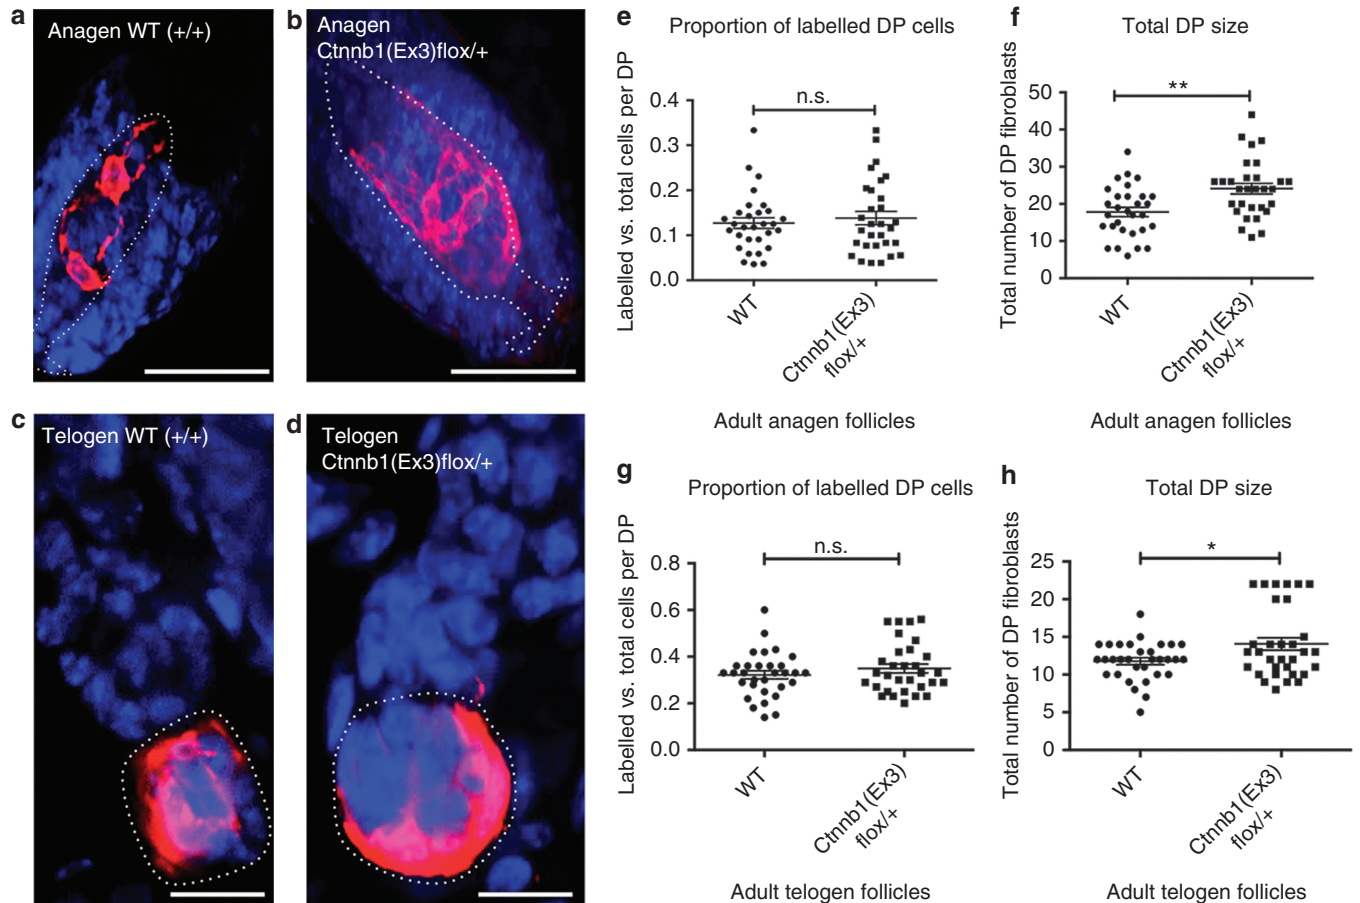 a
Anagen WT (+/+)
b
Anagen
Ctnnb1(Ex3)flox/+
c
Telogen WT (+/+)
d
Telogen
Ctnnb1(Ex3)flox/+
e
Proportion of labelled DP cells
Labelled vs. total cells per DP
0.4
0.3
0.2
0.1
0.0
n.s.
WT
Ctnnb1(Ex3)
flox/+
Adult anagen follicles
f
Total DP size
Total number of DP fibroblasts
50
40
30
20
10
0
**
WT
Ctnnb1(Ex3)
flox/+
Adult anagen follicles
g
Proportion of labelled DP cells
Labelled vs. total cells per DP
0.8
0.6
0.4
0.2
0.0
n.s.
WT
Ctnnb1(Ex3)
flox/+
Adult telogen follicles
h
Total DP size
Total number of DP fibroblasts
25
20
15
10
5
0
*
WT
Ctnnb1(Ex3)
flox/+
Adult telogen follicles